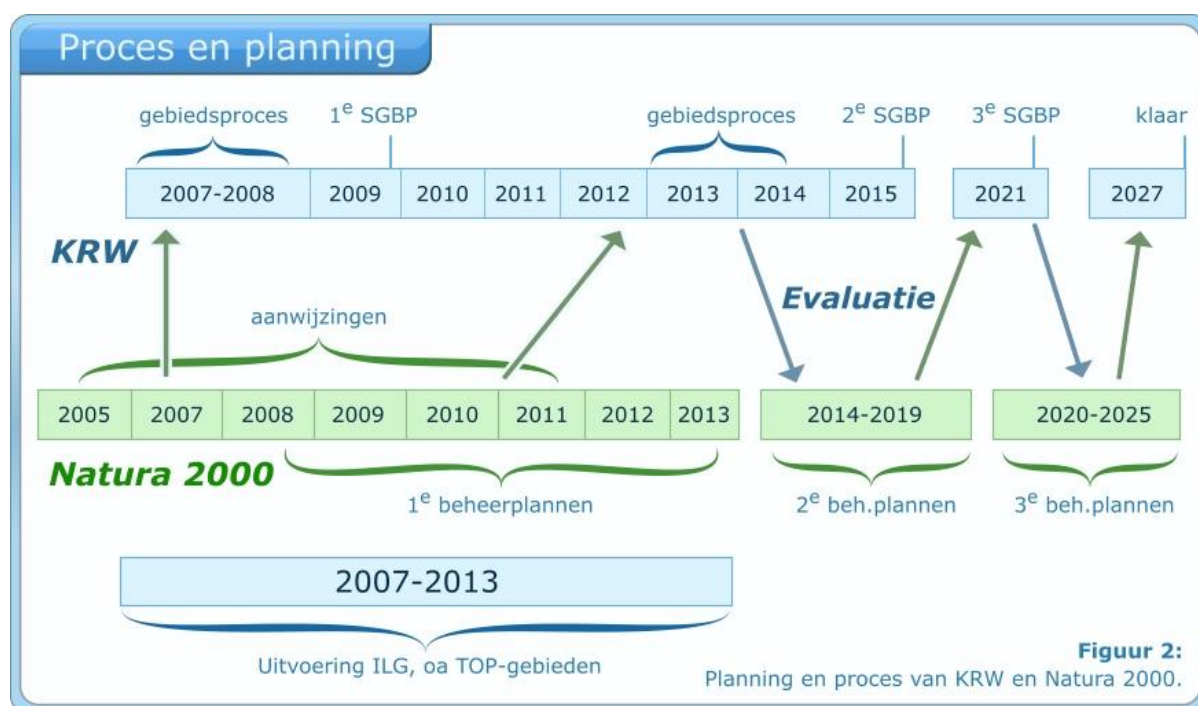 Proces en planning
gebiedsproces 1e SGBP gebiedsproces 2e SGBP 3e SGBP klaar
2007-2008 2009 2010 2011 2012 2013 2014 2015 2021 2027
KRW
Evaluatie
aanwijzingen
2005 2007 2008 2009 2010 2011 2012 2013 2014-2019 2020-2025
Natura 2000
1e beheerplannen 2e beh.plannen 3e beh.plannen
2007-2013
Uitvoering ILG, oa TOP-gebieden
Figuur 2:
Planning en proces van KRW en Natura 2000.